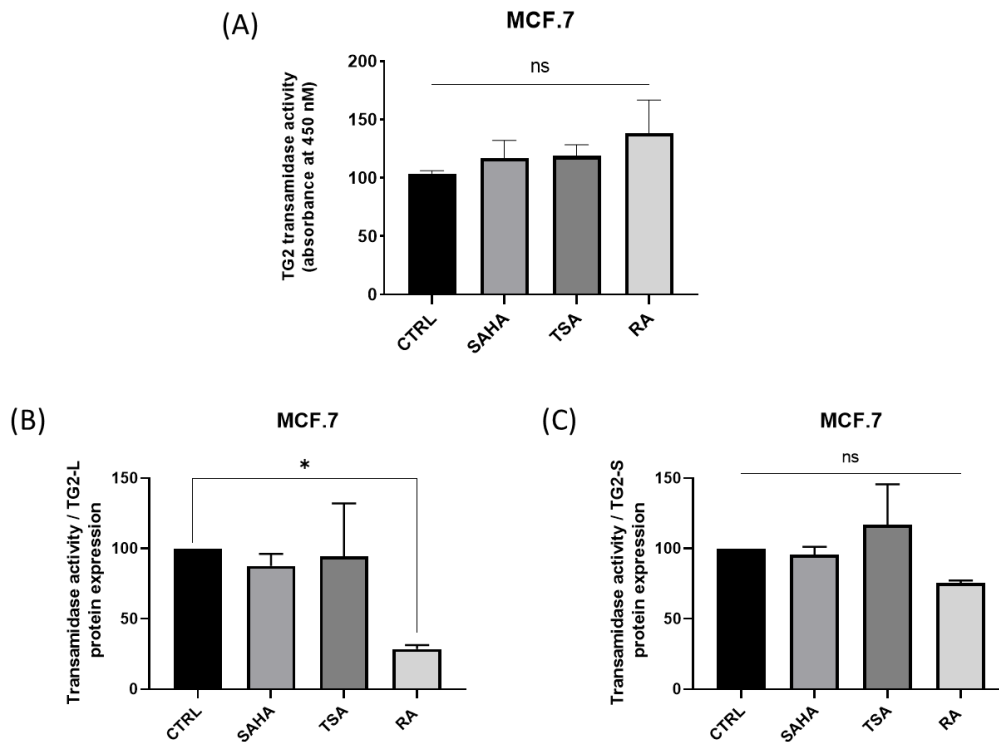 (A)
MCF.7
TG2 transamidase activity
(absorbance at 450 nM)
200
150
100
50
0
ns
CTRL
SAHA
TSA
RA
(B)
MCF.7
Transamidase activity / TG2-L
protein expression
150
100
50
0
*
CTRL
SAHA
TSA
RA
(C)
MCF.7
Transamidase activity / TG2-S
protein expression
150
100
50
0
ns
CTRL
SAHA
TSA
RA